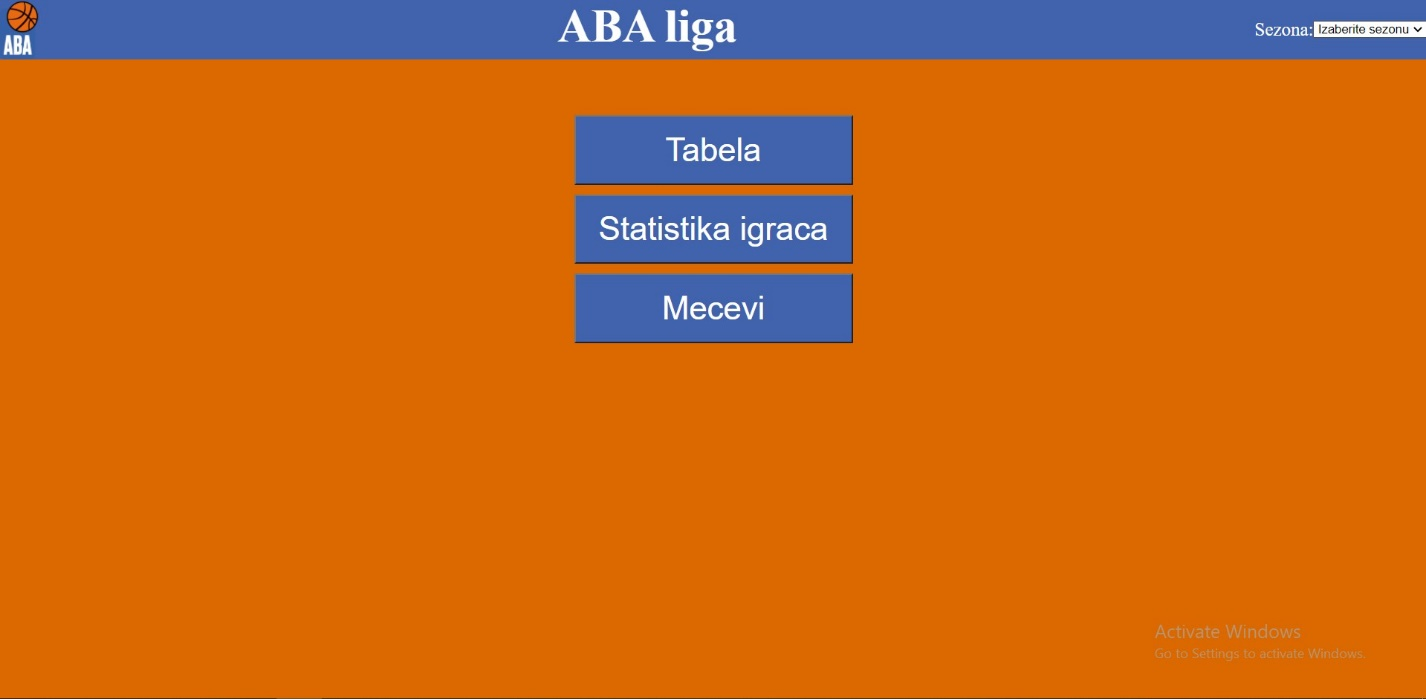 ABA
ABA liga
Sezona: Izaberite sezonu
Tabela
Statistika igraca
Mecevi
Activate Windows
Go to Settings to activate Windows.